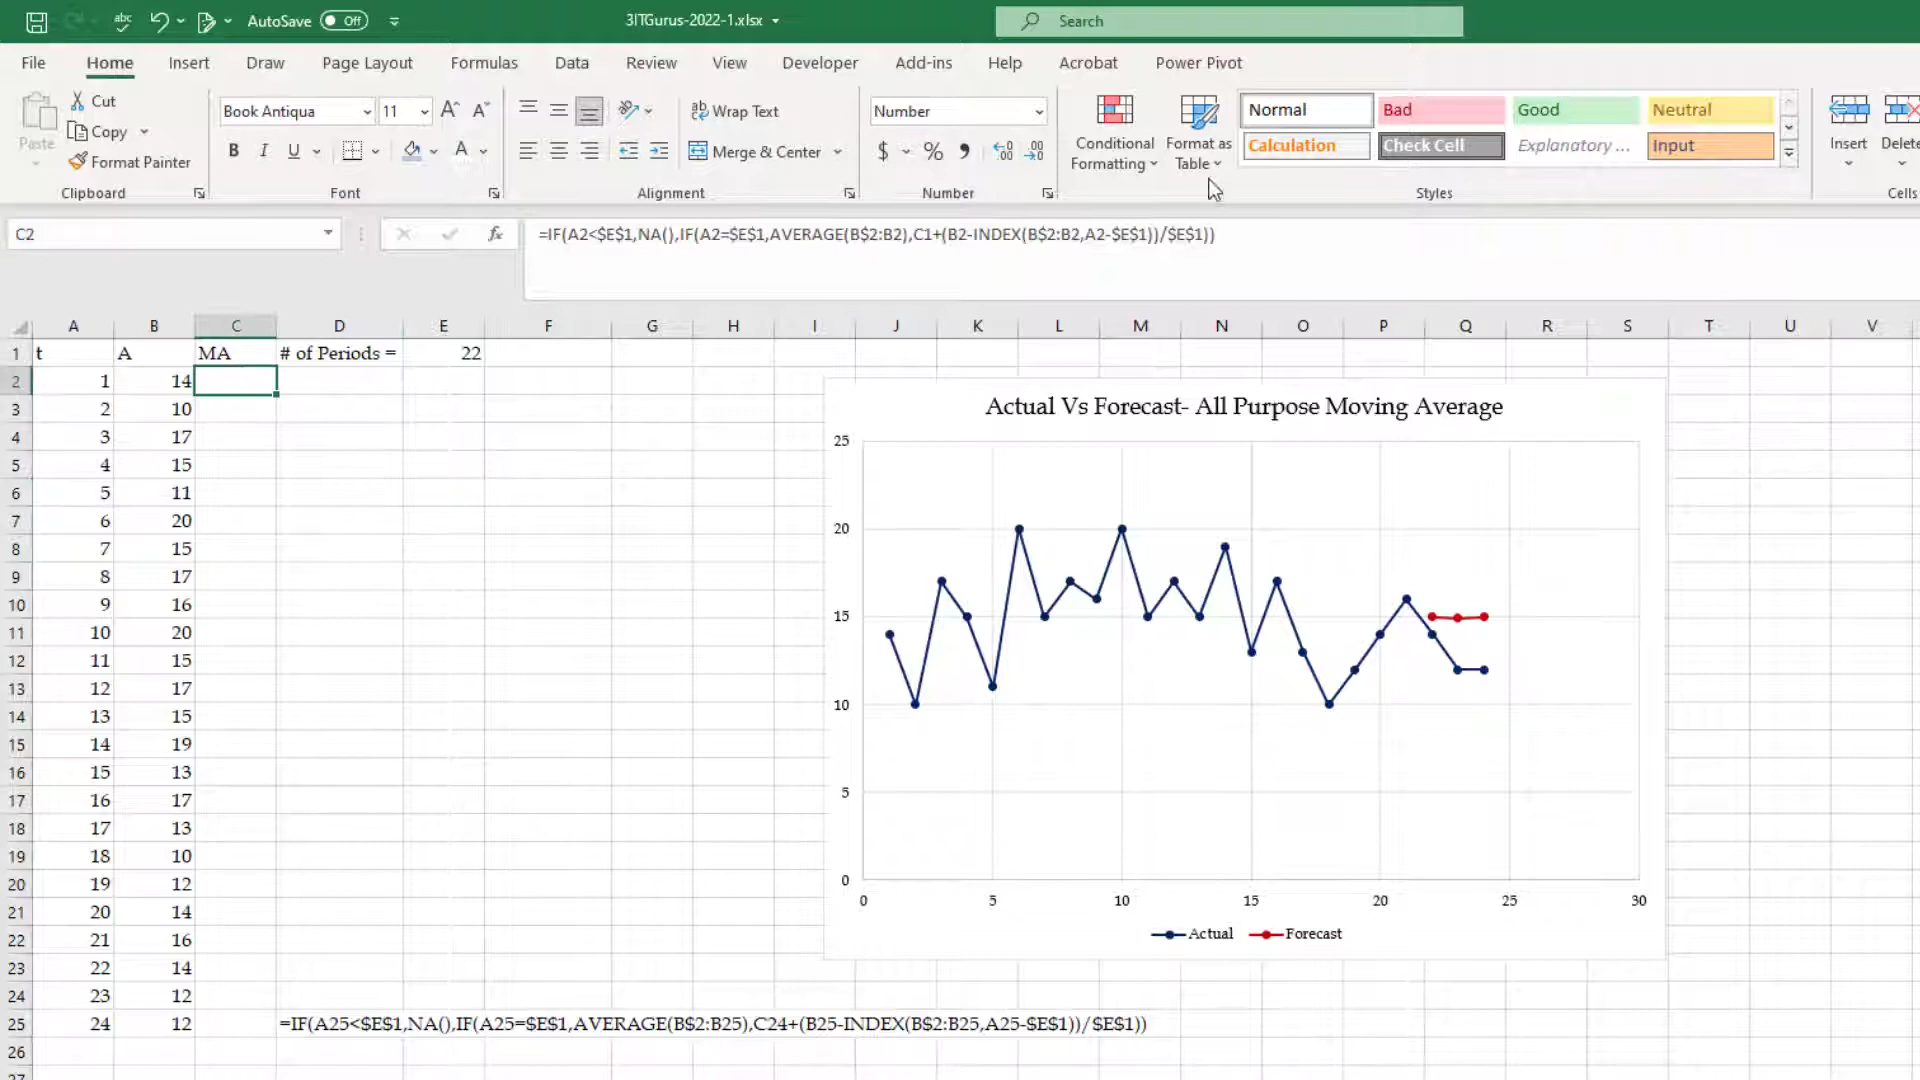 abc AutoSave Off 3ITGurus-2022-1.xlsx Search
File Home Insert Draw Page Layout Formulas Data Review View Developer Add-ins Help Acrobat Power Pivot
Paste Cut Copy Format Painter
Clipboard
Book Antiqua 11 A A
B I U A
Font
ab Wrap Text
Merge & Center
Alignment
Number
$ % 9 .00 .00
Number
Conditional Formatting
Format as Table
Normal Bad Good Neutral
Calculation Check Cell Explanatory ... Input
Styles
Insert Delete
Cells
C2 fx =IF(A2<$E$1,NA(),IF(A2=$E$1,AVERAGE(B$2:B2),C1+(B2-INDEX(B$2:B2,A2-$E$1))/$E$1))
A B C D E F G H I J K L M N O P Q R S T U V
1 t A MA # of Periods = 22
2 1 14
3 2 10
4 3 17
5 4 15
6 5 11
7 6 20
8 7 15
9 8 17
10 9 16
11 10 20
12 11 15
13 12 17
14 13 15
15 14 19
16 15 13
17 16 17
18 17 13
19 18 10
20 19 12
21 20 14
22 21 16
23 22 14
24 23 12
25 24 12 =IF(A25<$E$1,NA(),IF(A25=$E$1,AVERAGE(B$2:B25),C24+(B25-INDEX(B$2:B25,A25-$E$1))/$E$1))
26
27
Actual Vs Forecast- All Purpose Moving Average
25
20
15
10
5
0
0 5 10 15 20 25 30
Actual Forecast